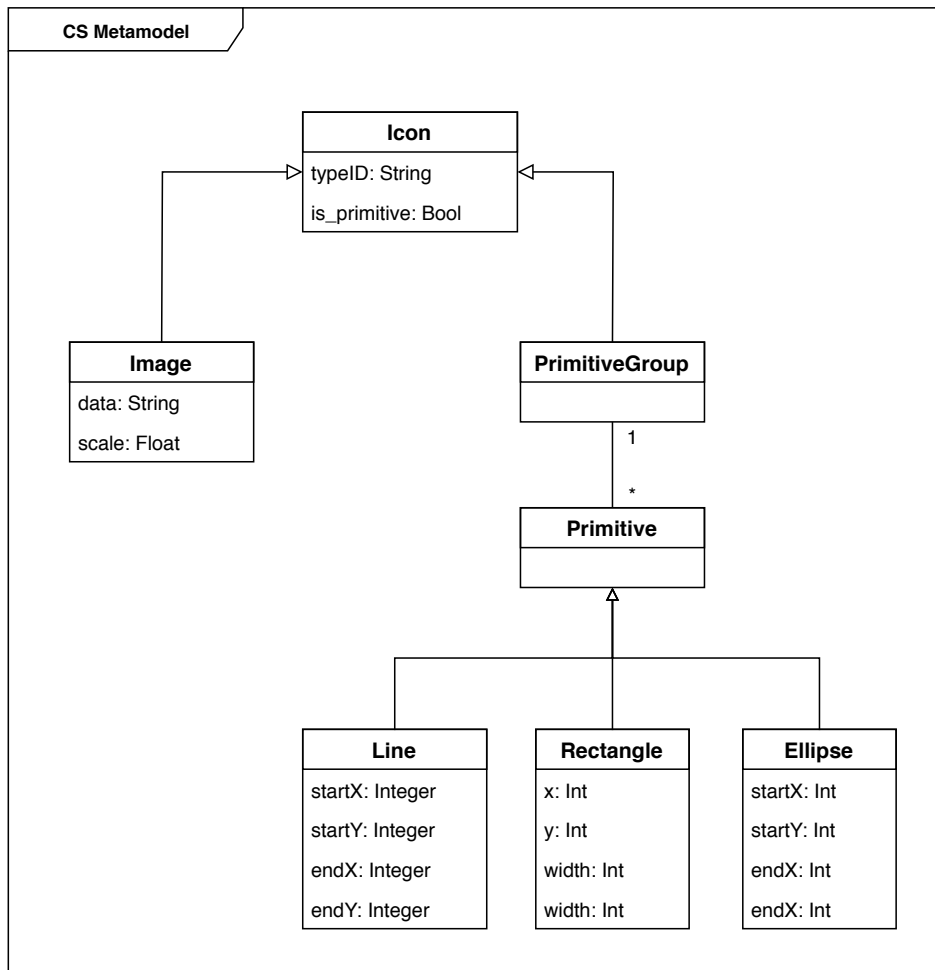 CS Metamodel
Icon
typeID: String
is_primitive: Bool
Image
data: String
scale: Float
PrimitiveGroup
1
*
Primitive
Line
startX: Integer
startY: Integer
endX: Integer
endY: Integer
Rectangle
x: Int
y: Int
width: Int
width: Int
Ellipse
startX: Int
startY: Int
endX: Int
endX: Int